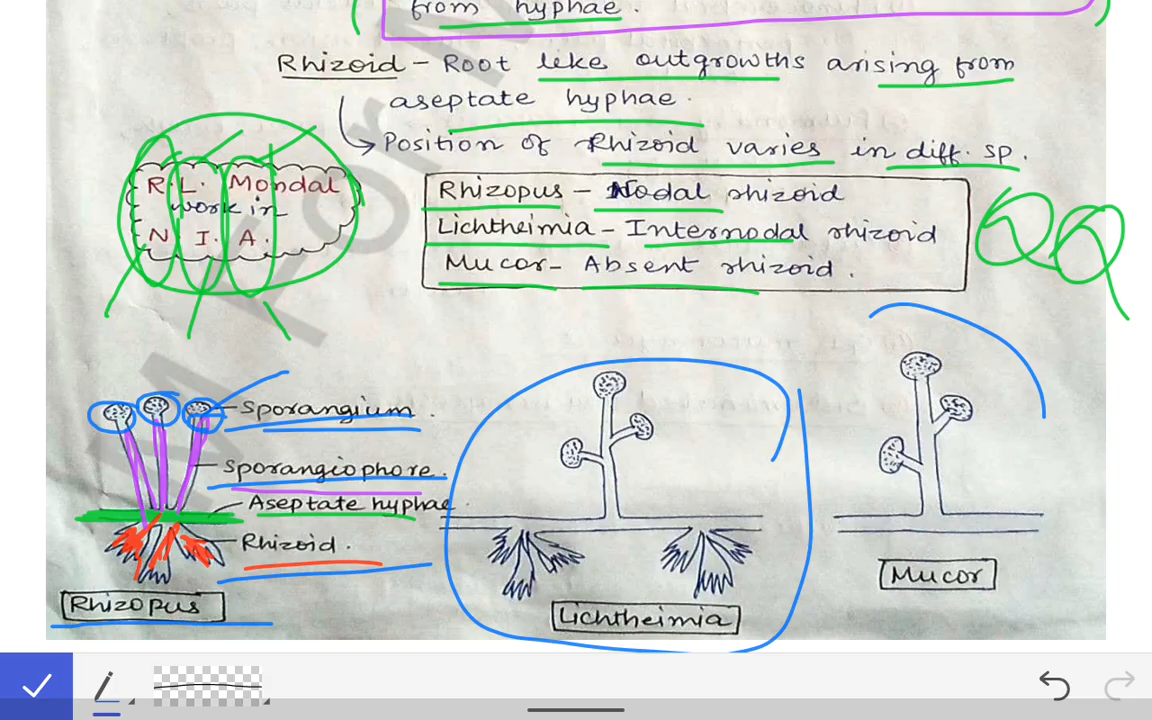 from hyphae.
Rhizoid - Root like outgrowths arising from
aseptate hyphae.
Position of Rhizoid varies in diff. sp.
R. L. Mondal
work in
N I. A.
Rhizopus - Nodal rhizoid
Lichtheimia - Internodal rhizoid
Mucor - Absent rhizoid.
Sporangium.
Sporangiophore.
Aseptate hyphae.
Rhizoid.
Rhizopus
Lichtheimia
Mucor